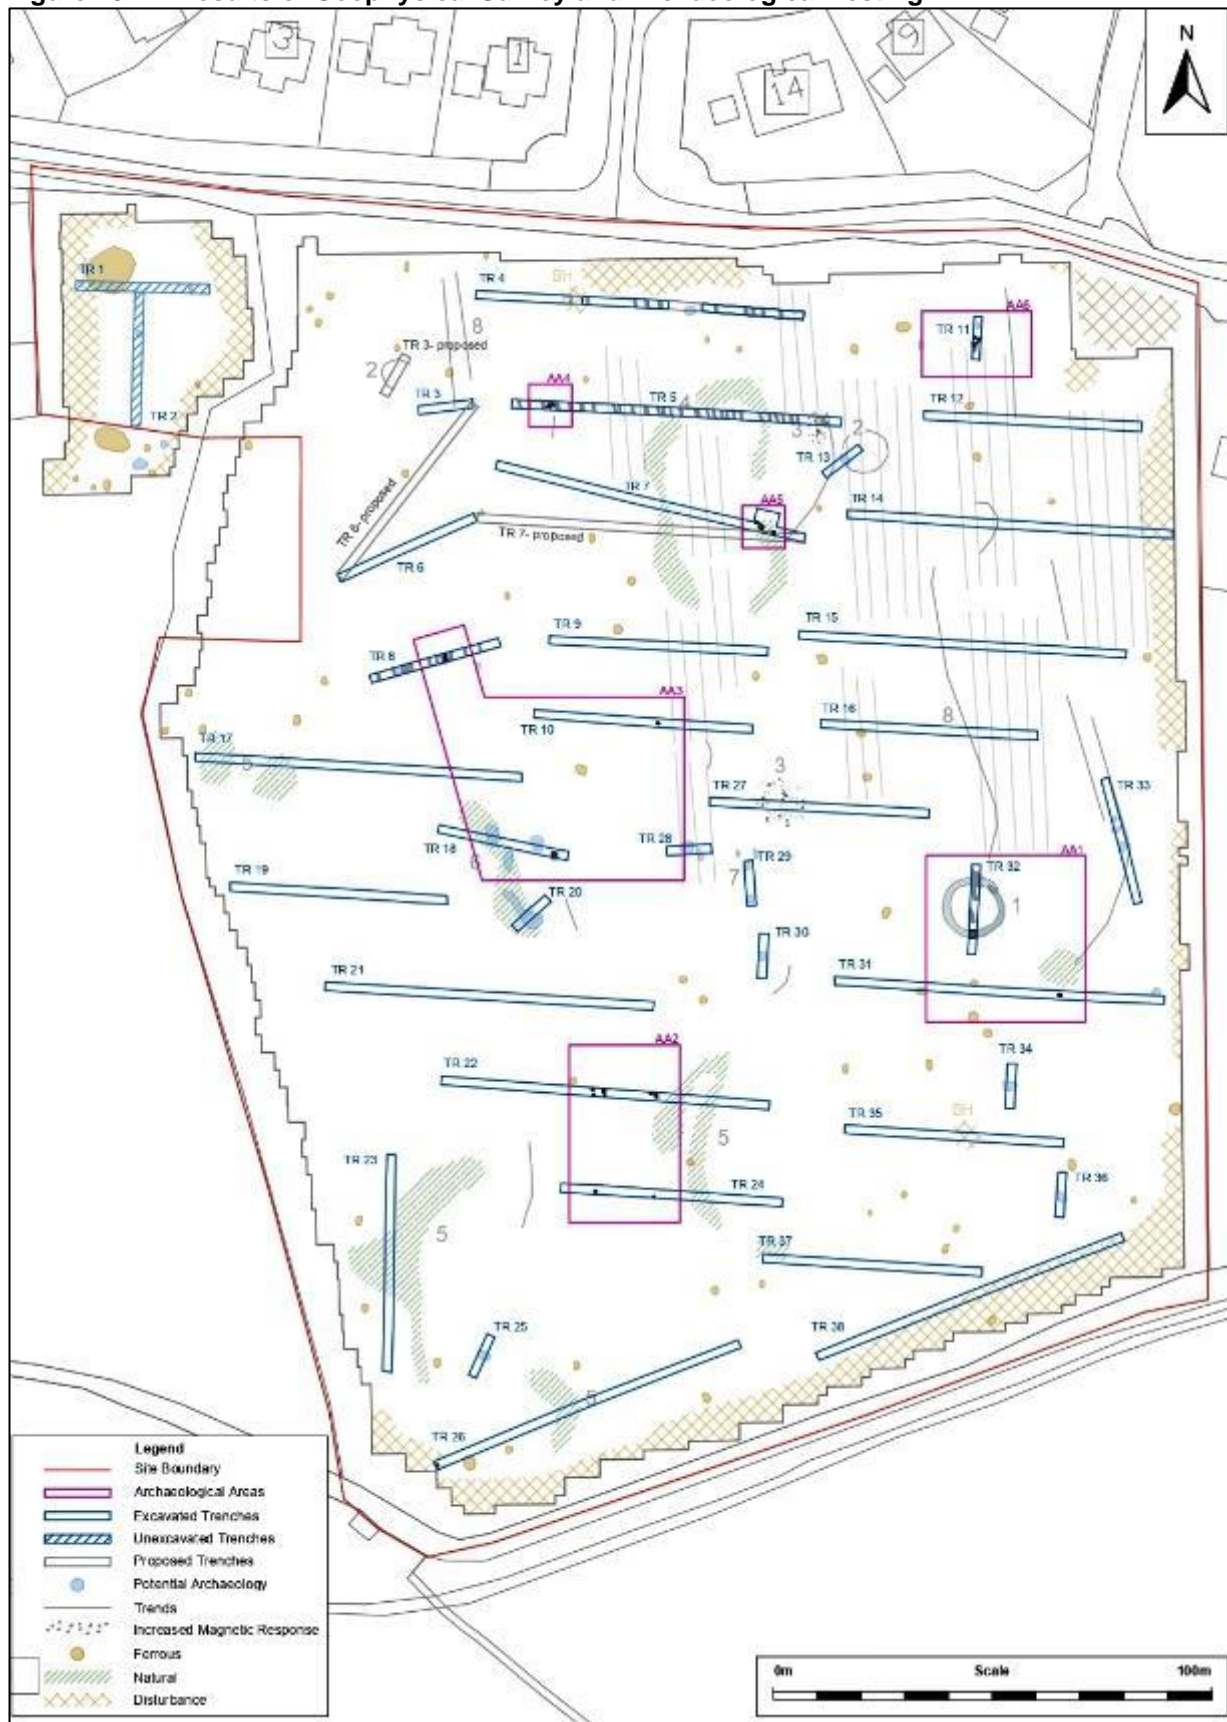 3
1
14
9
N
TR 1
TR 2
TR 4
BH
8
TR 3- proposed
2
TR 3
AA4
TR 5
4
3
2
TR 13
AA6
TR 11
TR 12
TR 7
AA5
TR 14
TR 6- proposed
TR 7- proposed
TR 6
TR 8
TR 9
TR 15
AA3
TR 10
TR 16
8
TR 17
5
3
TR 27
TR 33
TR 18
6
TR 28
TR 29
7
AA1
TR 32
1
TR 19
TR 20
TR 30
TR 21
TR 31
AA2
TR 22
TR 34
5
TR 35
BH
TR 23
TR 24
TR 36
5
TR 37
TR 25
TR 38
5
TR 26
Legend
Site Boundary
Archaeological Areas
Excavated Trenches
Unexcavated Trenches
Proposed Trenches
Potential Archaeology
Trends
Increased Magnetic Response
Ferrous
Natural
Disturbance
0m Scale 100m